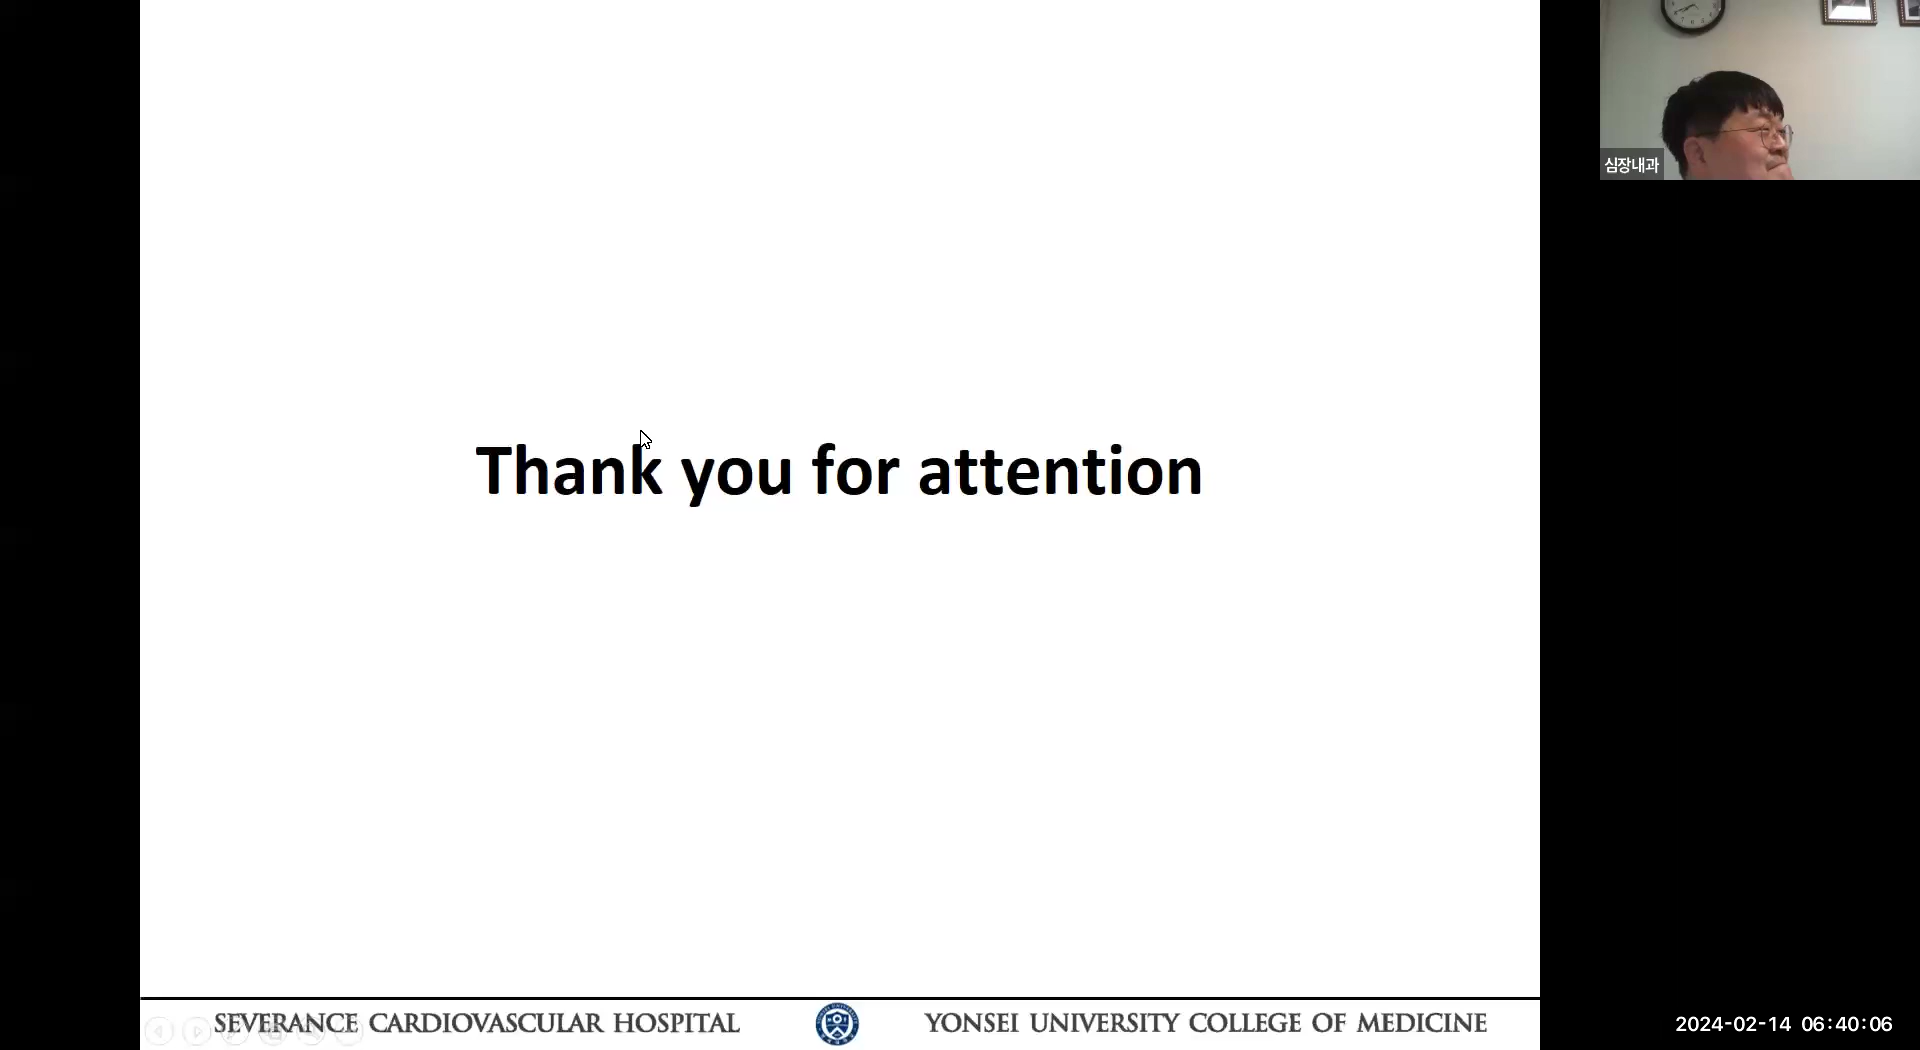 심장내과
Thank you for attention
SEVERANCE CARDIOVASCULAR HOSPITAL
YONSEI UNIVERSITY COLLEGE OF MEDICINE
2024-02-14 06:40:06